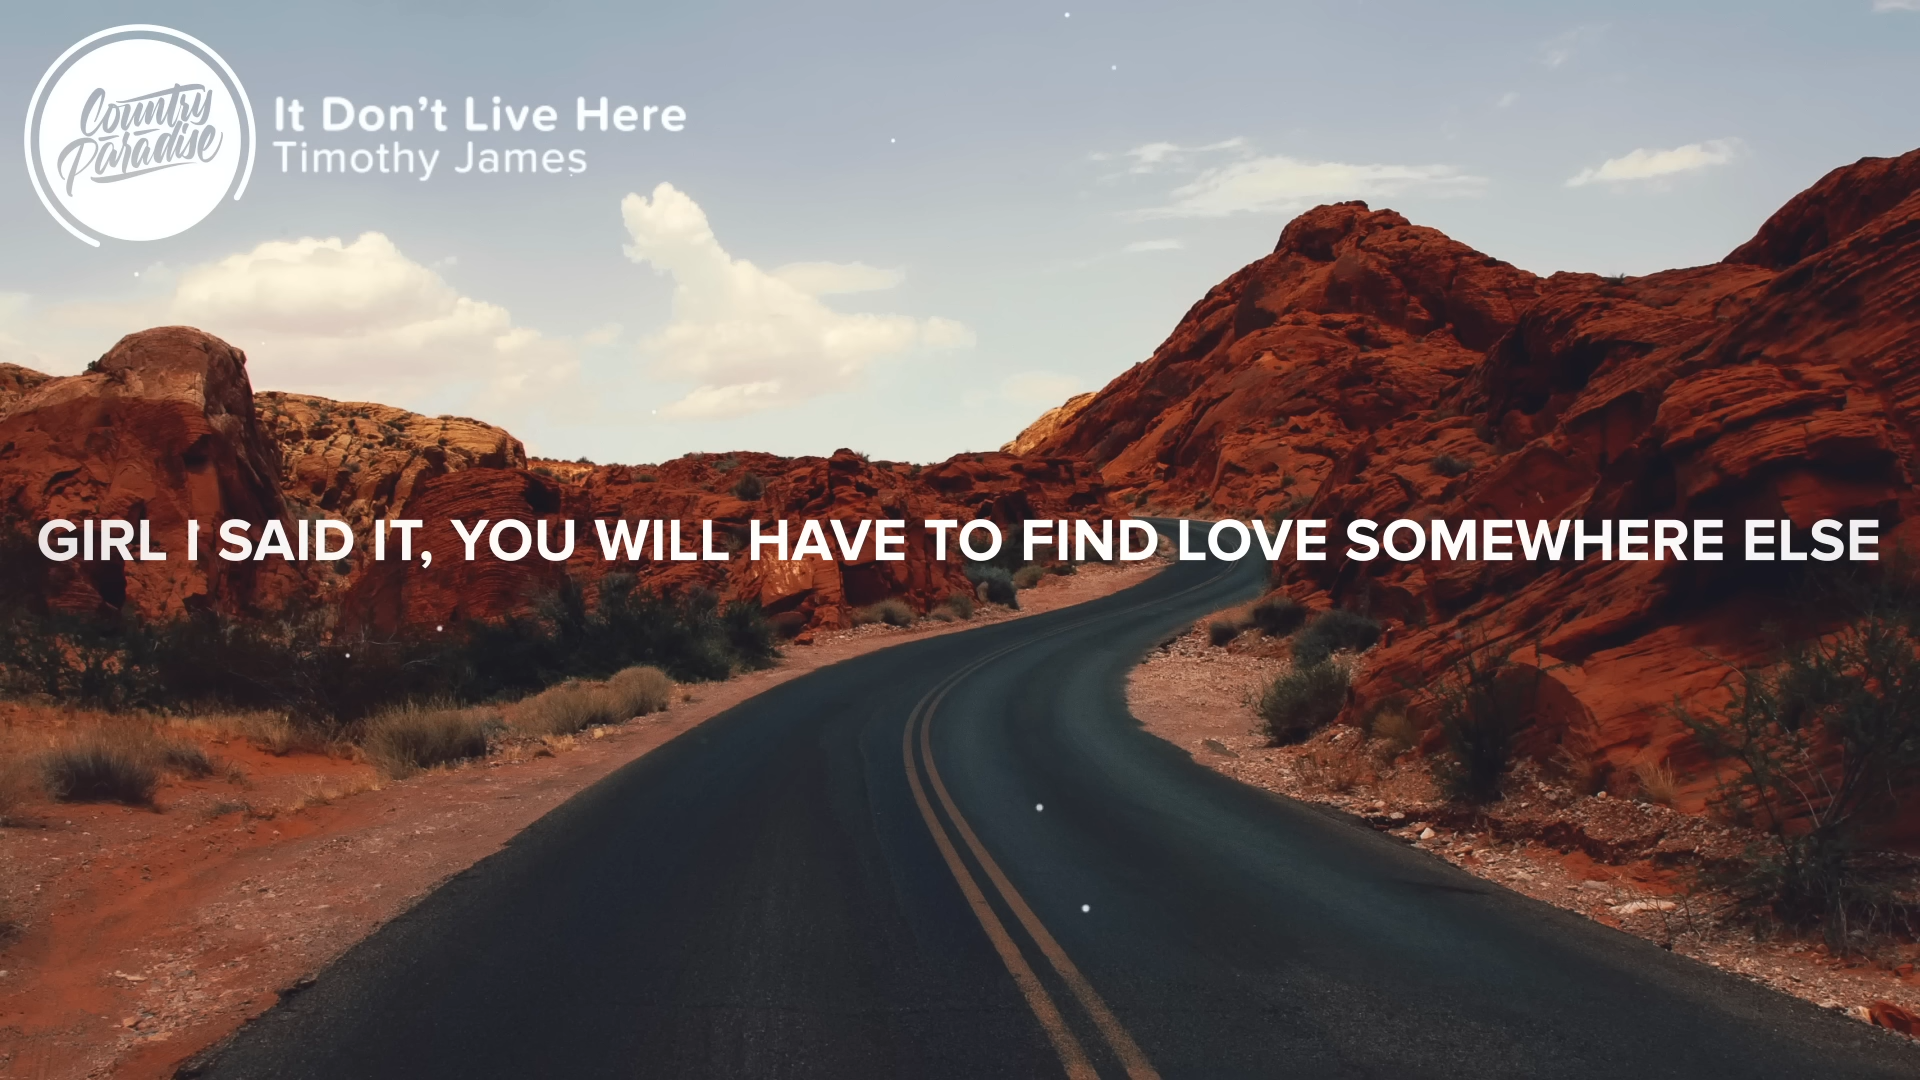 Country
Paradise
It Don't Live Here
Timothy James
GIRL I SAID IT, YOU WILL HAVE TO FIND LOVE SOMEWHERE ELSE